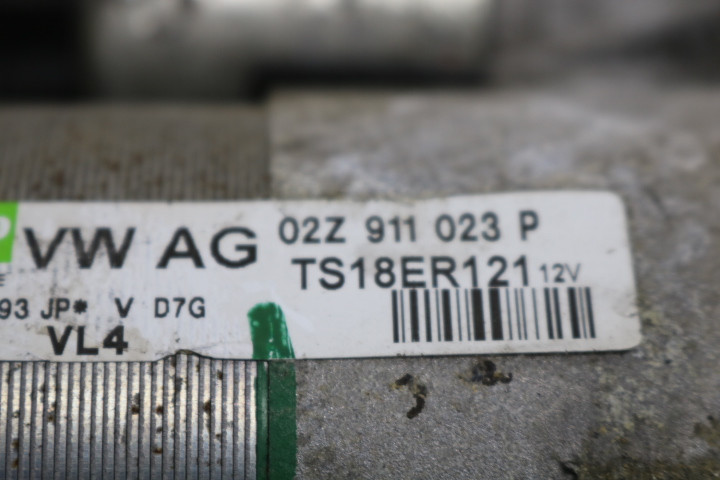 VW AG 02Z 911 023 P
TS18ER121 12V
93 JP* V D7G
VL4